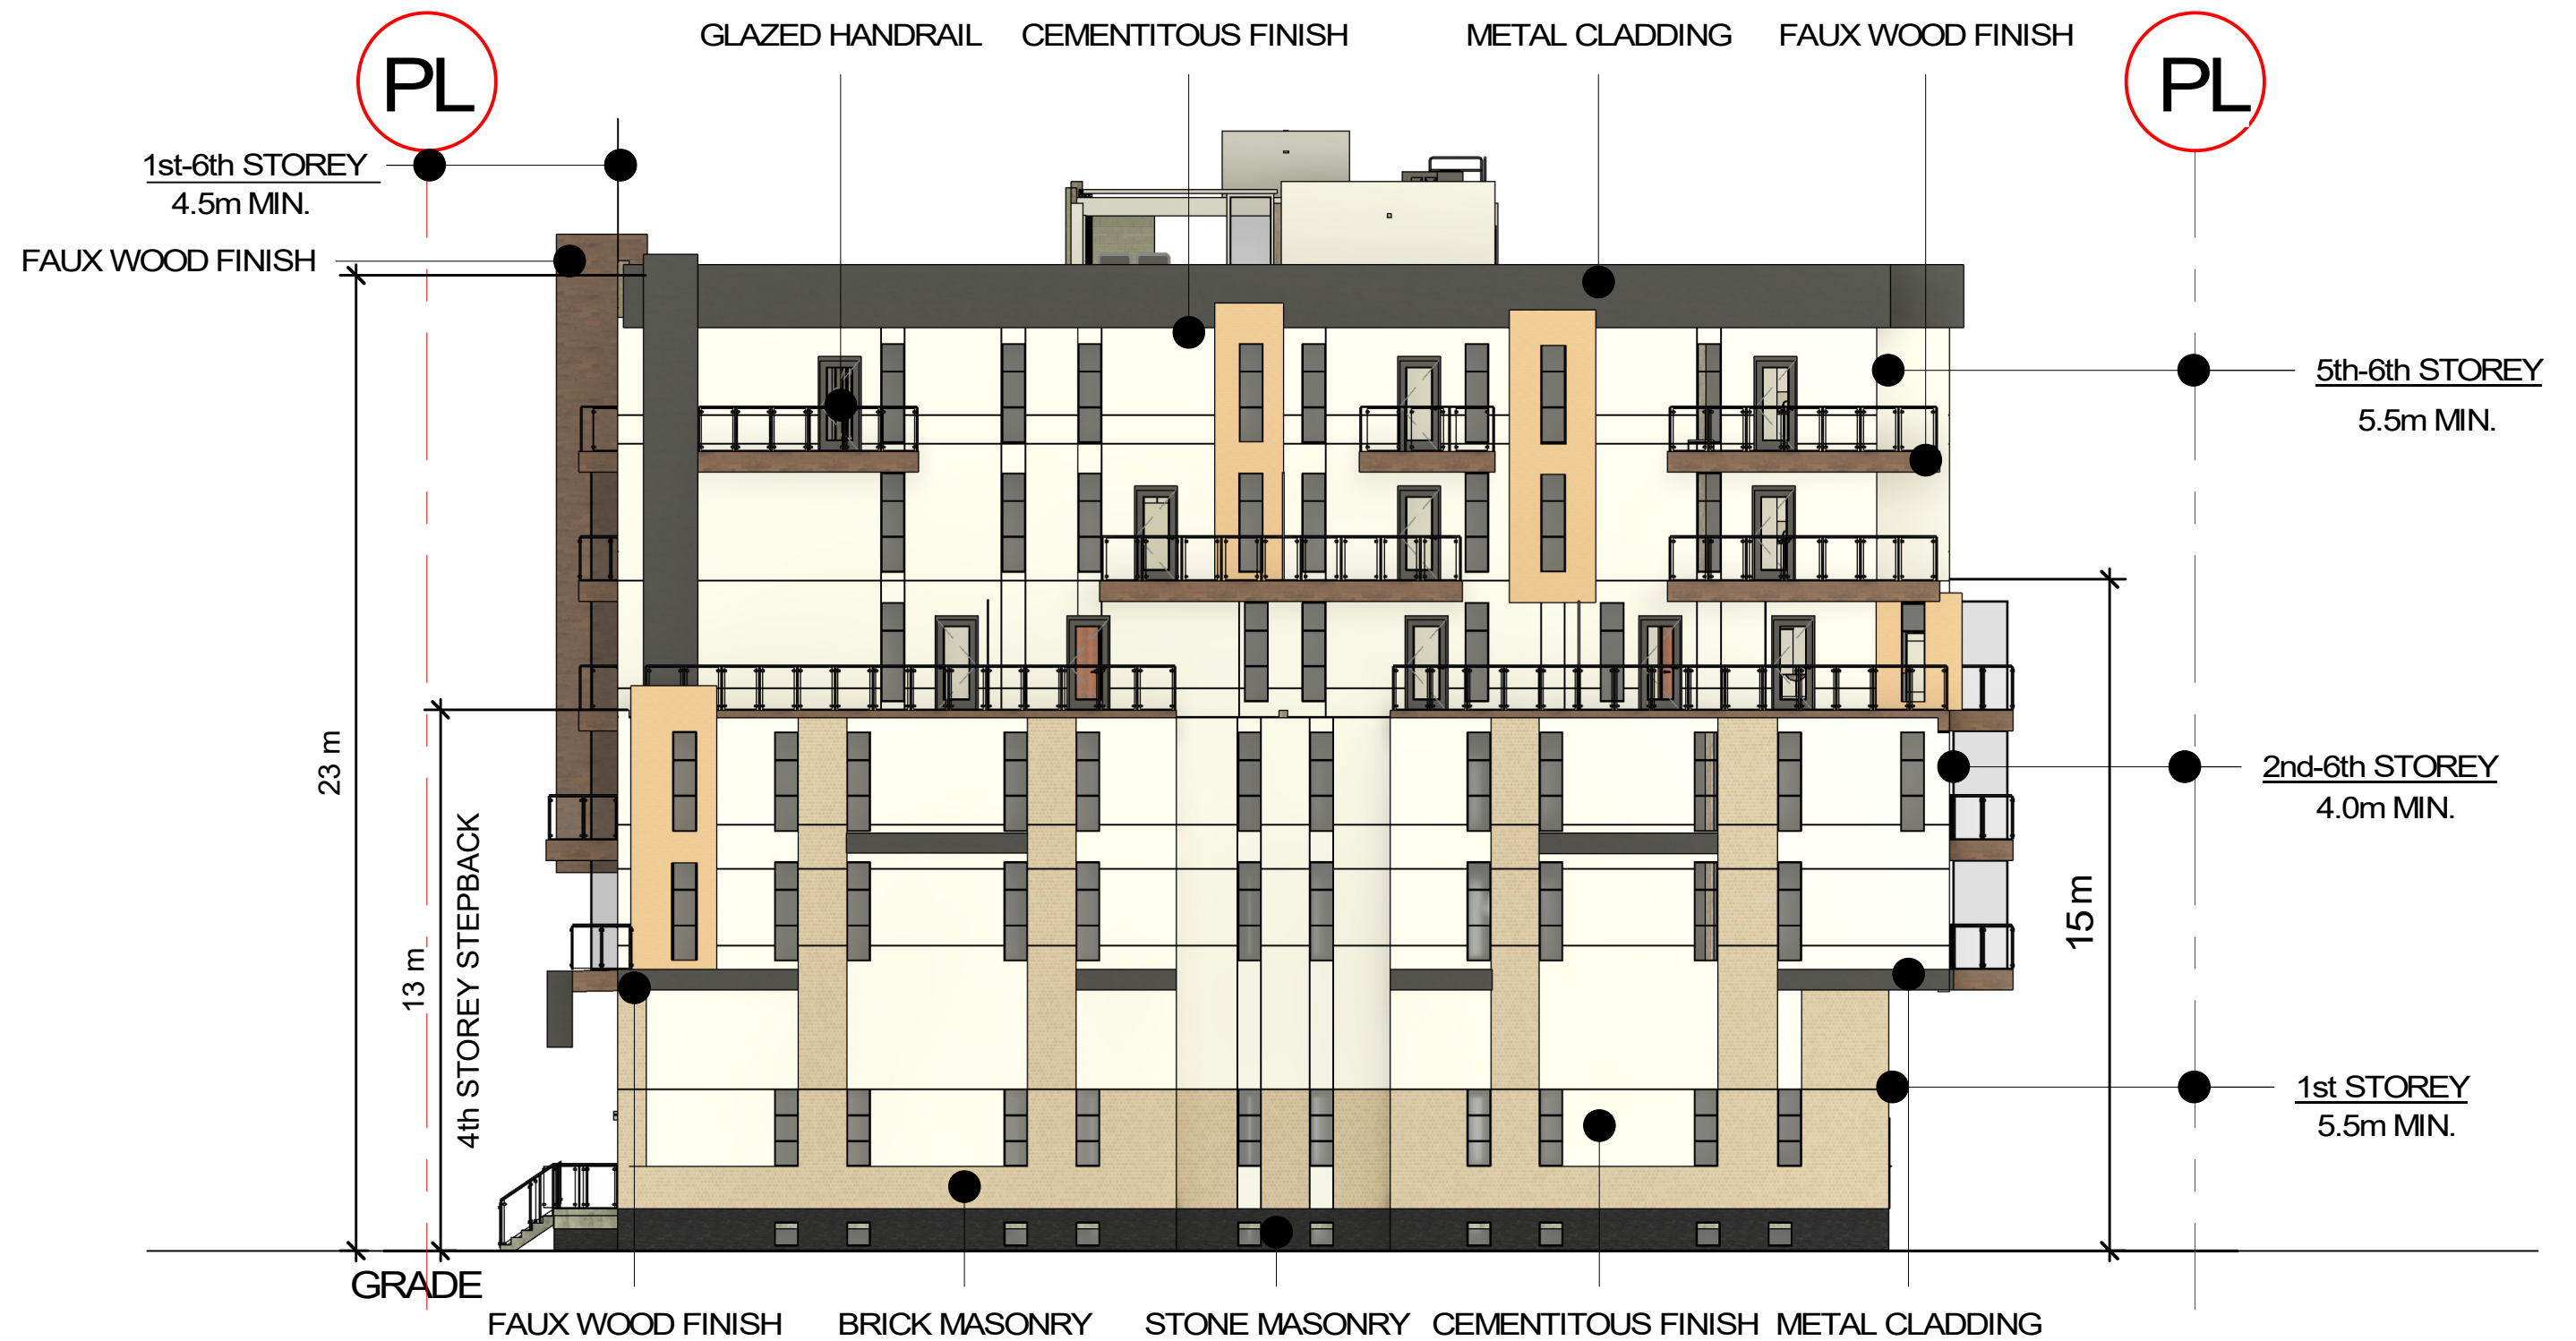 GLAZED HANDRAIL
CEMENTITOUS FINISH
METAL CLADDING
FAUX WOOD FINISH
PL
PL
1st-6th STOREY
4.5m MIN.
FAUX WOOD FINISH
5th-6th STOREY
5.5m MIN.
23 m
13 m
4th STOREY STEPBACK
2nd-6th STOREY
4.0m MIN.
15m
1st STOREY
5.5m MIN.
GRADE
FAUX WOOD FINISH
BRICK MASONRY
STONE MASONRY
CEMENTITOUS FINISH
METAL CLADDING